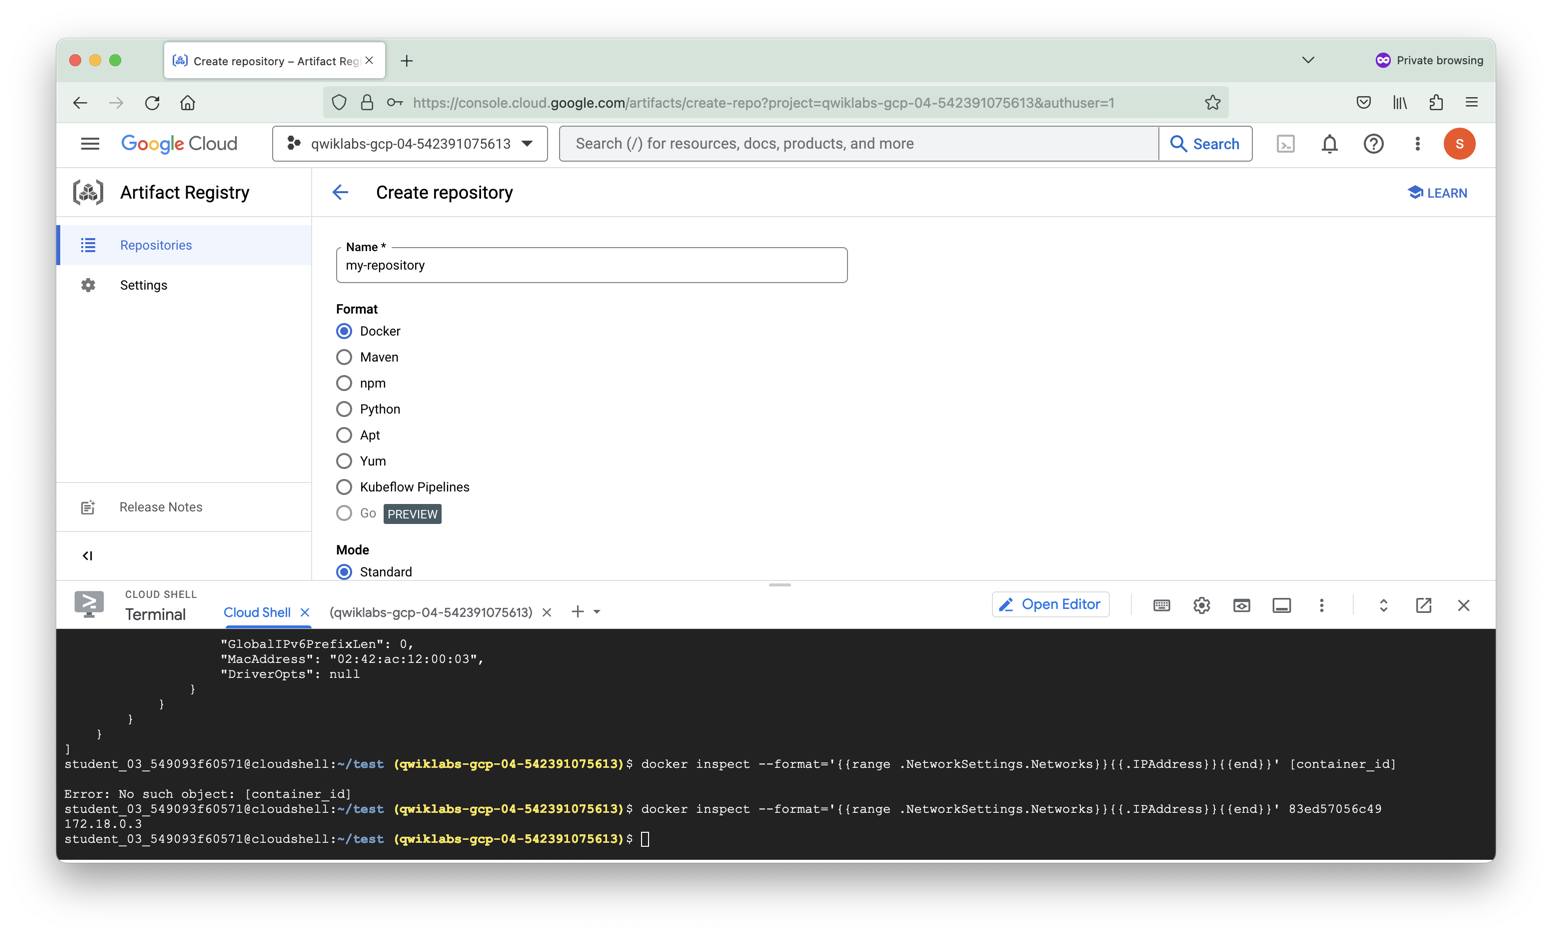 Create repository – Artifact Reg
Private browsing
https://console.cloud.google.com/artifacts/create-repo?project=qwiklabs-gcp-04-542391075613&authuser=1
Google Cloud
qwiklabs-gcp-04-542391075613
Search (/) for resources, docs, products, and more
Search
S
Artifact Registry
Create repository
LEARN
Repositories
Settings
Release Notes
Name *
my-repository
Format
Docker
Maven
npm
Python
Apt
Yum
Kubeflow Pipelines
Go PREVIEW
Mode
Standard
CLOUD SHELL
Terminal
Cloud Shell
(qwiklabs-gcp-04-542391075613)
Open Editor
"GlobalIPv6PrefixLen": 0,
"MacAddress": "02:42:ac:12:00:03",
"DriverOpts": null
}
}
}
}
]
student_03_549093f60571@cloudshell:~/test (qwiklabs-gcp-04-542391075613)$ docker inspect --format='{{range .NetworkSettings.Networks}}{{.IPAddress}}{{end}}' [container_id]
Error: No such object: [container_id]
student_03_549093f60571@cloudshell:~/test (qwiklabs-gcp-04-542391075613)$ docker inspect --format='{{range .NetworkSettings.Networks}}{{.IPAddress}}{{end}}' 83ed57056c49
172.18.0.3
student_03_549093f60571@cloudshell:~/test (qwiklabs-gcp-04-542391075613)$